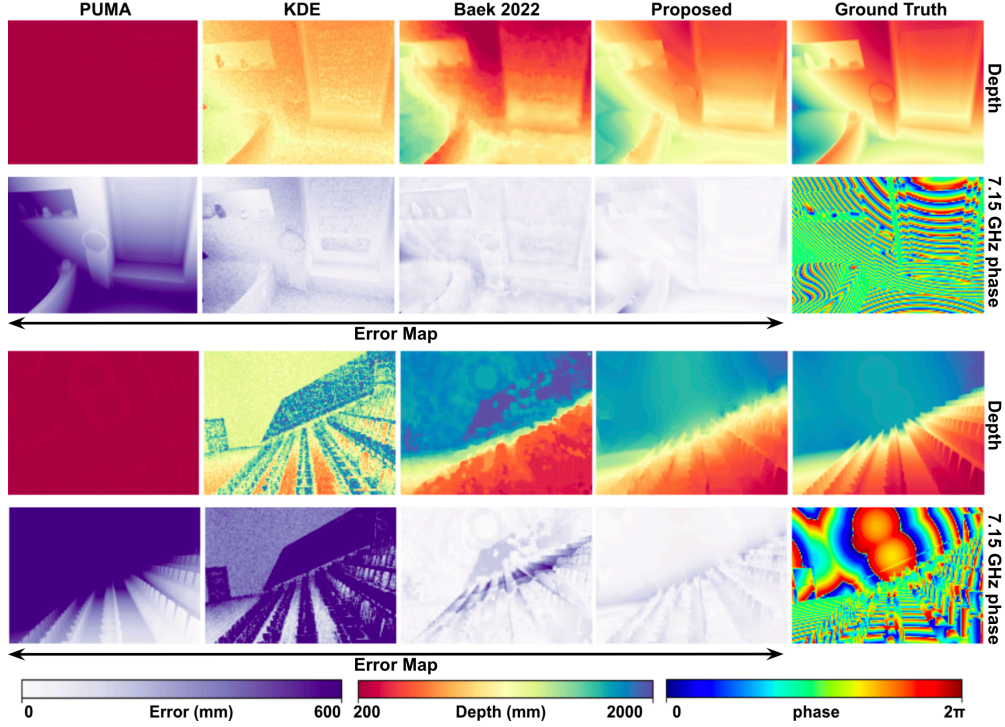 PUMA KDE Baek 2022 Proposed Ground Truth
Depth
7.15 GHz phase
Error Map
Depth
7.15 GHz phase
Error Map
0 Error (mm) 600 200 Depth (mm) 2000 0 phase 2π